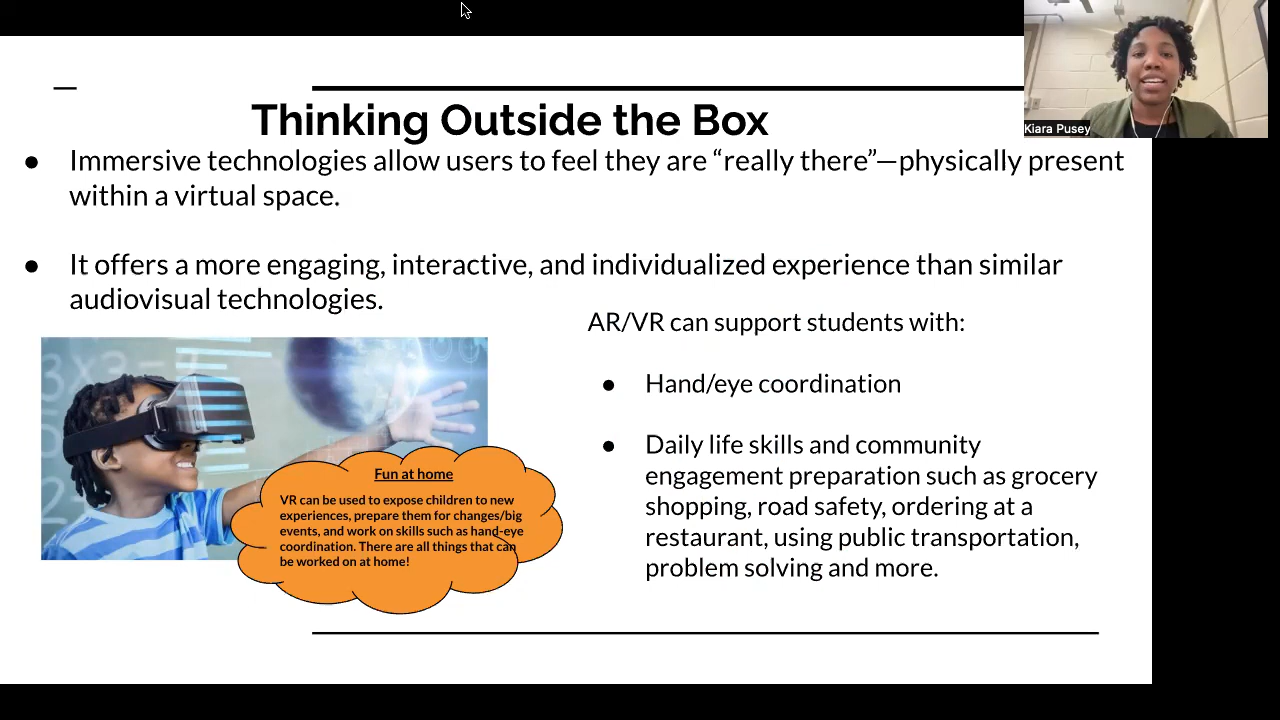 Thinking Outside the Box
● Immersive technologies allow users to feel they are “really there”—physically present
within a virtual space.
● It offers a more engaging, interactive, and individualized experience than similar
audiovisual technologies.
AR/VR can support students with:
● Hand/eye coordination
● Daily life skills and community
engagement preparation such as grocery
shopping, road safety, ordering at a
restaurant, using public transportation,
problem solving and more.
Fun at home
VR can be used to expose children to new
experiences, prepare them for changes/big
events, and work on skills such as hand-eye
coordination. There are all things that can
be worked on at home!
Kiara Pusey